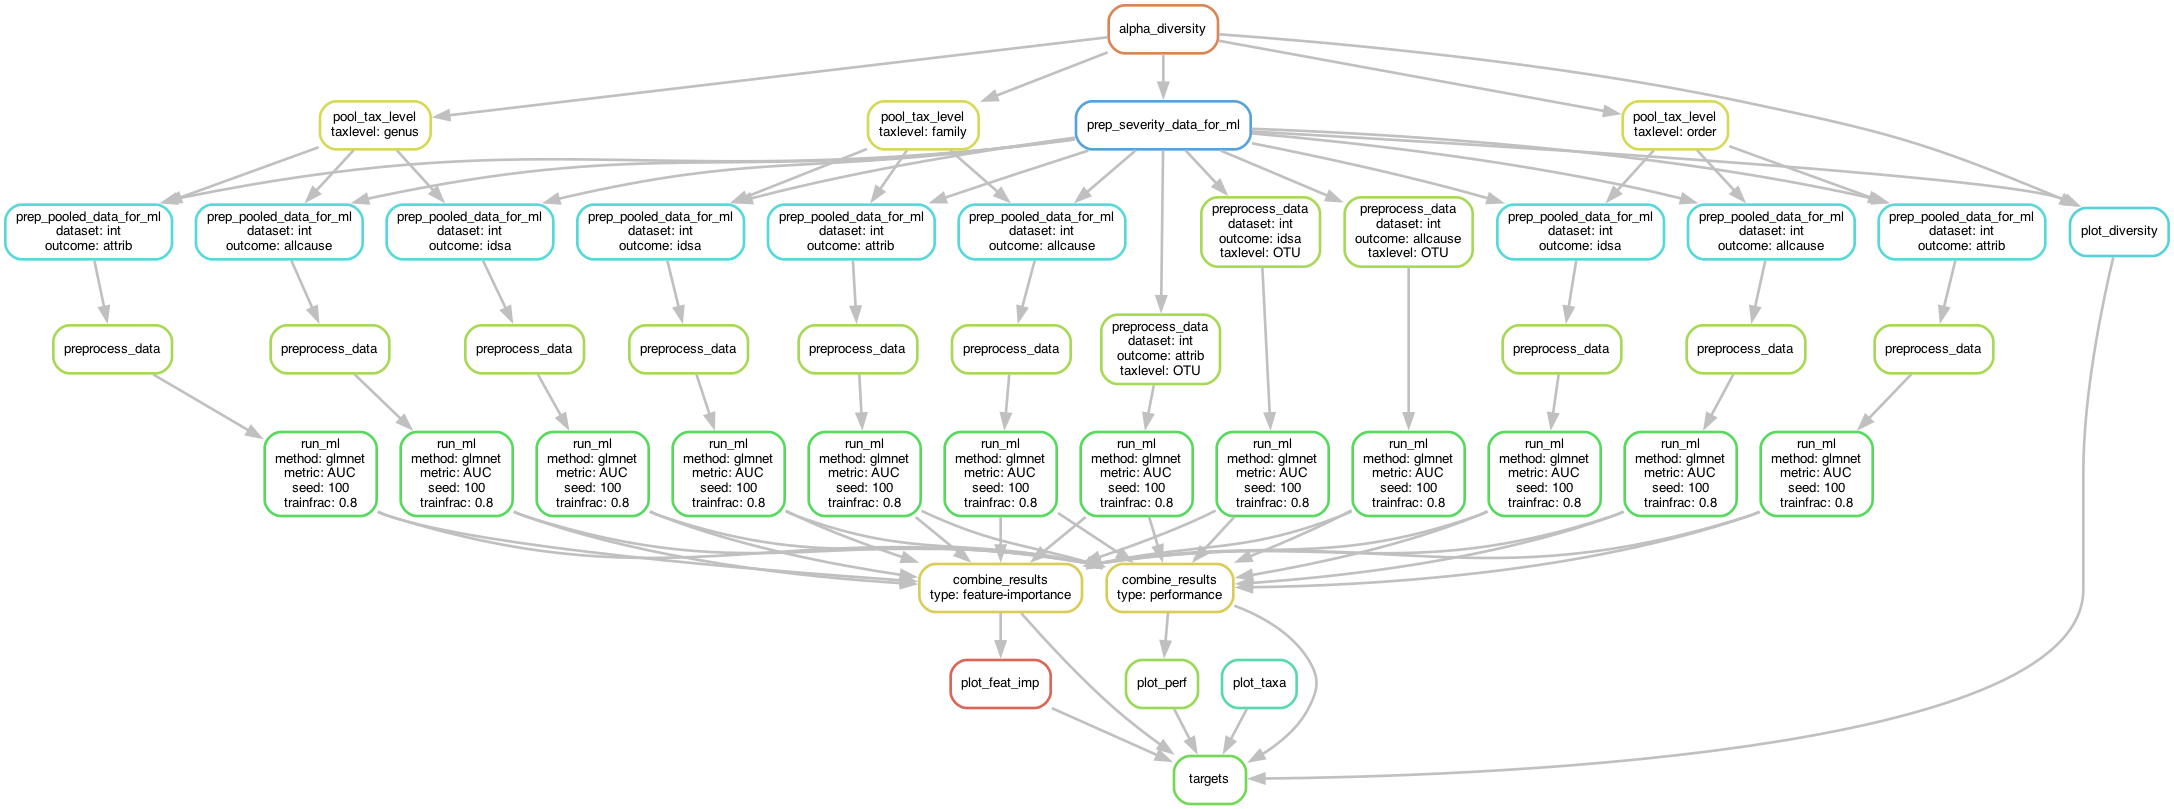 alpha_diversity
pool_tax_level
taxlevel: genus
pool_tax_level
taxlevel: family
prep_severity_data_for_ml
pool_tax_level
taxlevel: order
prep_pooled_data_for_ml
dataset: int
outcome: attrib
prep_pooled_data_for_ml
dataset: int
outcome: allcause
prep_pooled_data_for_ml
dataset: int
outcome: idsa
prep_pooled_data_for_ml
dataset: int
outcome: idsa
prep_pooled_data_for_ml
dataset: int
outcome: attrib
prep_pooled_data_for_ml
dataset: int
outcome: allcause
preprocess_data
dataset: int
outcome: idsa
taxlevel: OTU
preprocess_data
dataset: int
outcome: allcause
taxlevel: OTU
prep_pooled_data_for_ml
dataset: int
outcome: idsa
prep_pooled_data_for_ml
dataset: int
outcome: allcause
prep_pooled_data_for_ml
dataset: int
outcome: attrib
plot_diversity
preprocess_data
preprocess_data
preprocess_data
preprocess_data
preprocess_data
preprocess_data
preprocess_data
dataset: int
outcome: attrib
taxlevel: OTU
preprocess_data
preprocess_data
preprocess_data
run_ml
method: glmnet
metric: AUC
seed: 100
trainfrac: 0.8
run_ml
method: glmnet
metric: AUC
seed: 100
trainfrac: 0.8
run_ml
method: glmnet
metric: AUC
seed: 100
trainfrac: 0.8
run_ml
method: glmnet
metric: AUC
seed: 100
trainfrac: 0.8
run_ml
method: glmnet
metric: AUC
seed: 100
trainfrac: 0.8
run_ml
method: glmnet
metric: AUC
seed: 100
trainfrac: 0.8
run_ml
method: glmnet
metric: AUC
seed: 100
trainfrac: 0.8
run_ml
method: glmnet
metric: AUC
seed: 100
trainfrac: 0.8
run_ml
method: glmnet
metric: AUC
seed: 100
trainfrac: 0.8
run_ml
method: glmnet
metric: AUC
seed: 100
trainfrac: 0.8
run_ml
method: glmnet
metric: AUC
seed: 100
trainfrac: 0.8
run_ml
method: glmnet
metric: AUC
seed: 100
trainfrac: 0.8
combine_results
type: feature-importance
combine_results
type: performance
plot_feat_imp
plot_perf
plot_taxa
targets